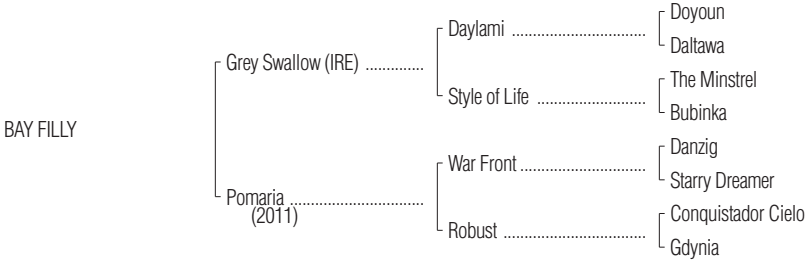 Doyoun
Daylami ................................
Daltawa
Grey Swallow (IRE) ..............
The Minstrel
Style of Life ..........................
Bubinka
BAY FILLY
Danzig
War Front ..............................
Starry Dreamer
Pomaria ................................
(2011)
Conquistador Cielo
Robust ..................................
Gdynia